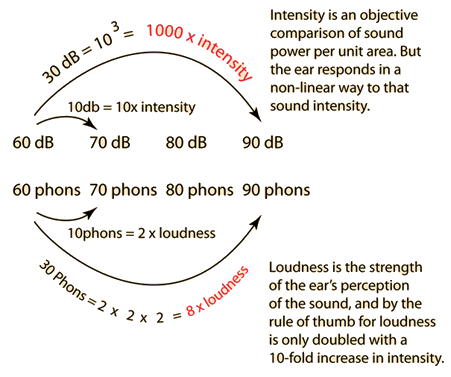 30 dB = 10³ = 1000 x intensity
Intensity is an objective
comparison of sound
power per unit area. But
the ear responds in a
non-linear way to that
sound intensity.
10db = 10x intensity
60 dB 70 dB 80 dB 90 dB
60 phons 70 phons 80 phons 90 phons
10phons = 2 x loudness
30 Phons = 2 x 2 x 2 = 8 x loudness
Loudness is the strength
of the ear's perception
of the sound, and by the
rule of thumb for loudness
is only doubled with a
10-fold increase in intensity.